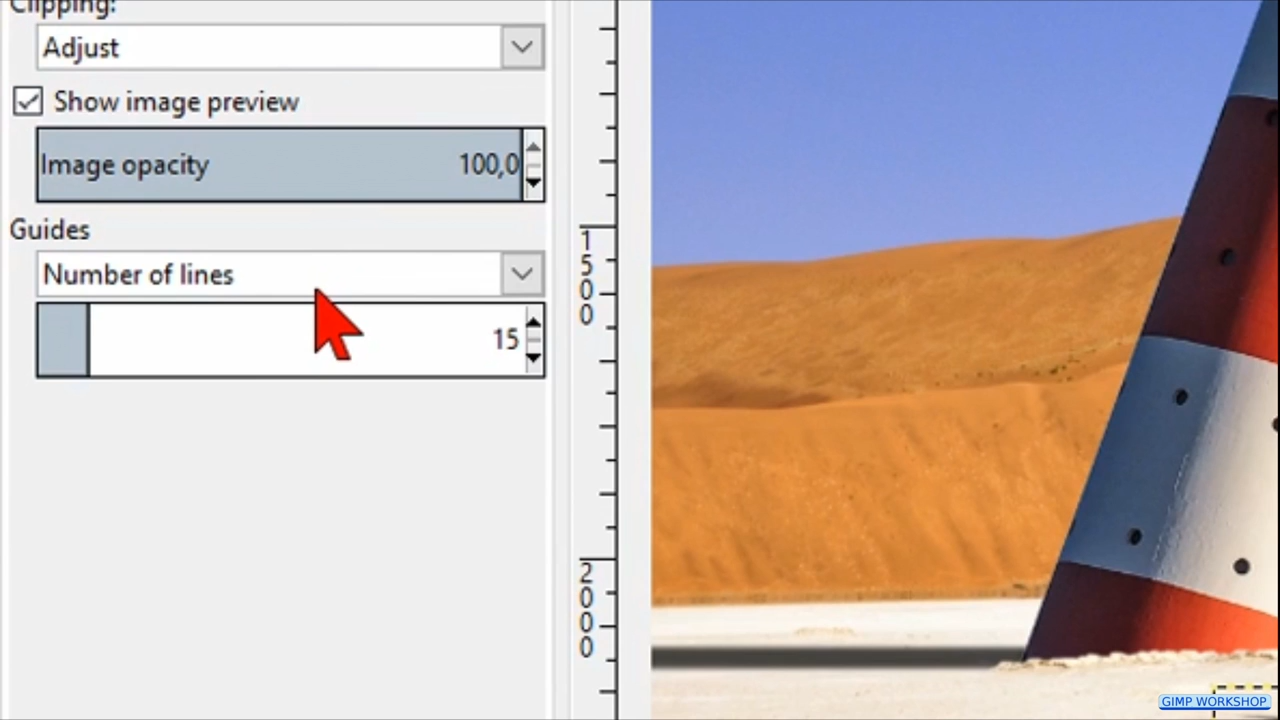 Clipping:
Adjust
Show image preview
Image opacity 100,0
Guides
Number of lines
15
1500
2000
GIMP WORKSHOP